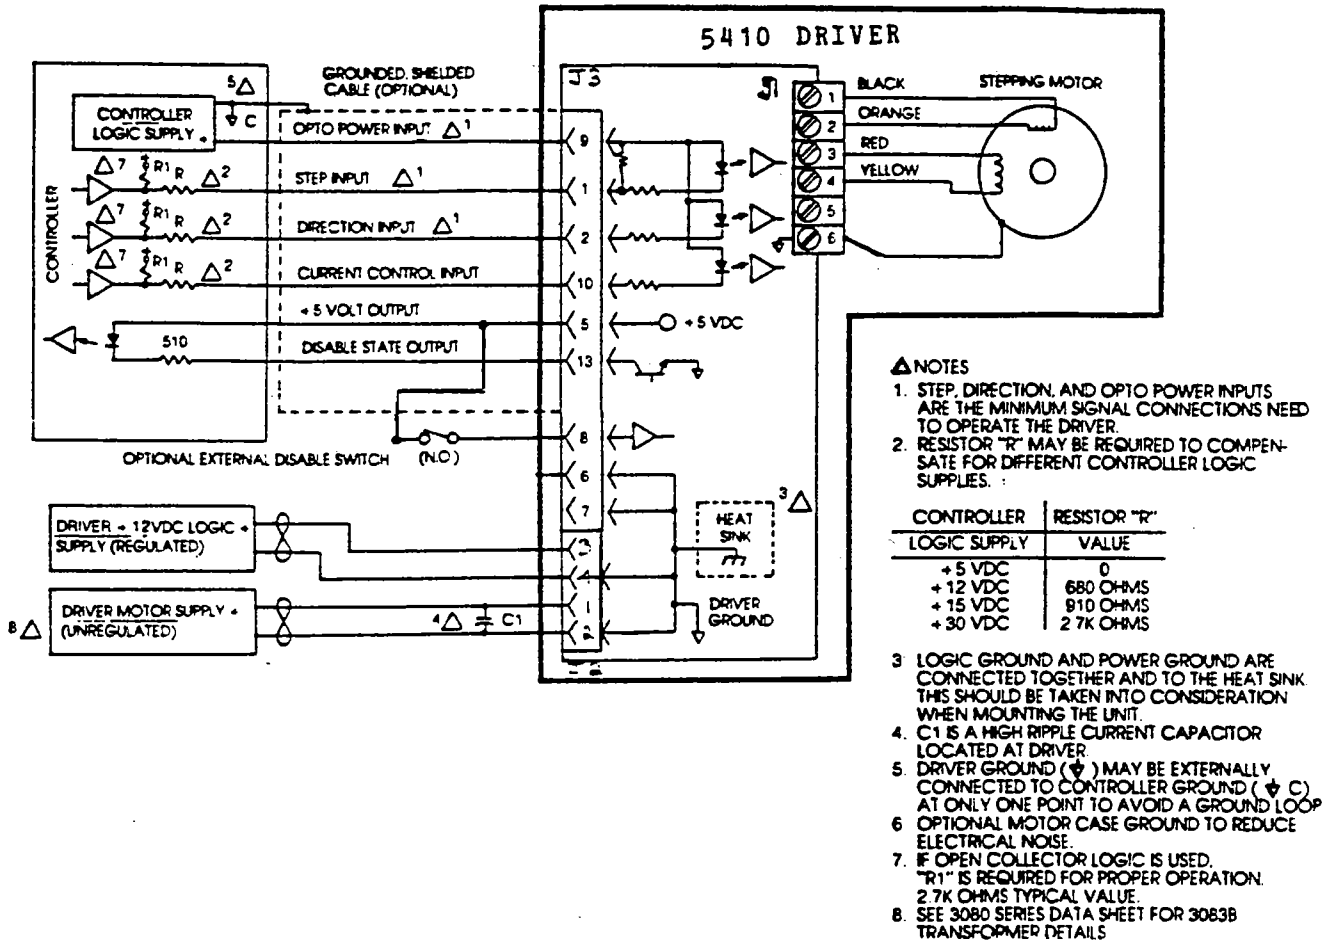 5410 DRIVER
GROUNDED, SHIELDED
CABLE (OPTIONAL)
J3
J1
BLACK
STEPPING MOTOR
5
CONTROLLER
LOGIC SUPPLY +
C
OPTO POWER INPUT 1
9
1
ORANGE
2
RED
3
YELLOW
4
5
6
CONTROLLER
7 R1 R 2
STEP INPUT 1
1
7 R1 R 2
DIRECTION INPUT 1
2
7 R1 R 2
CURRENT CONTROL INPUT
10
+5 VOLT OUTPUT
5
+5 VDC
510
DISABLE STATE OUTPUT
13
8
OPTIONAL EXTERNAL DISABLE SWITCH
(N.O.)
6
7
3
HEAT
SINK
DRIVER + 12VDC LOGIC +
SUPPLY (REGULATED)
3
4
DRIVER MOTOR SUPPLY +
(UNREGULATED)
8
4
C1
1
2
DRIVER
GROUND
NOTES
1. STEP, DIRECTION, AND OPTO POWER INPUTS
ARE THE MINIMUM SIGNAL CONNECTIONS NEED
TO OPERATE THE DRIVER.
2. RESISTOR "R" MAY BE REQUIRED TO COMPEN-
SATE FOR DIFFERENT CONTROLLER LOGIC
SUPPLIES. :
CONTROLLER RESISTOR "R"
LOGIC SUPPLY VALUE
+5 VDC 0
+12 VDC 680 OHMS
+15 VDC 910 OHMS
+30 VDC 2 7K OHMS
3 LOGIC GROUND AND POWER GROUND ARE
CONNECTED TOGETHER AND TO THE HEAT SINK.
THIS SHOULD BE TAKEN INTO CONSIDERATION
WHEN MOUNTING THE UNIT.
4. C1 IS A HIGH RIPPLE CURRENT CAPACITOR
LOCATED AT DRIVER.
5. DRIVER GROUND ( ) MAY BE EXTERNALLY
CONNECTED TO CONTROLLER GROUND ( C)
AT ONLY ONE POINT TO AVOID A GROUND LOOP
6 OPTIONAL MOTOR CASE GROUND TO REDUCE
ELECTRICAL NOISE.
7. IF OPEN COLLECTOR LOGIC IS USED,
"R1" IS REQUIRED FOR PROPER OPERATION.
2.7K OHMS TYPICAL VALUE.
8. SEE 3080 SERIES DATA SHEET FOR 3083B
TRANSFORMER DETAILS